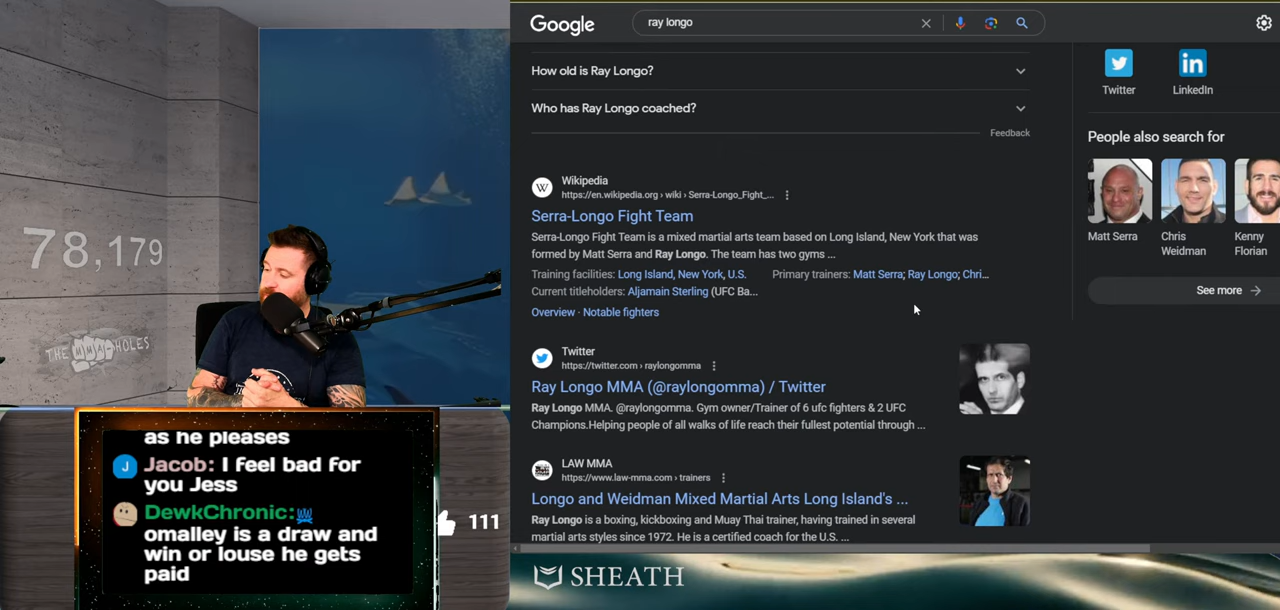 78,179
THE MMA HOLES
as he pleases
Jacob: I feel bad for
you Jess
DewkChronic:
omalley is a draw and
win or louse he gets
paid
111
Google
ray longo
How old is Ray Longo?
Who has Ray Longo coached?
Feedback
W
Wikipedia
https://en.wikipedia.org › wiki › Serra-Longo_Fight_...
Serra-Longo Fight Team
Serra-Longo Fight Team is a mixed martial arts team based on Long Island, New York that was
formed by Matt Serra and Ray Longo. The team has two gyms ...
Training facilities: Long Island, New York, U.S. Primary trainers: Matt Serra; Ray Longo; Chri...
Current titleholders: Aljamain Sterling (UFC Ba...
Overview · Notable fighters
Twitter
https://twitter.com › raylongomma
Ray Longo MMA (@raylongomma) / Twitter
Ray Longo MMA. @raylongomma. Gym owner/Trainer of 6 ufc fighters & 2 UFC
Champions.Helping people of all walks of life reach their fullest potential through ...
LAW MMA
https://www.law-mma.com › trainers
Longo and Weidman Mixed Martial Arts Long Island's ...
Ray Longo is a boxing, kickboxing and Muay Thai trainer, having trained in several
martial arts styles since 1972. He is a certified coach for the U.S. ...
Twitter
in
LinkedIn
People also search for
Matt Serra
Chris
Weidman
Kenny
Florian
See more
SHEATH